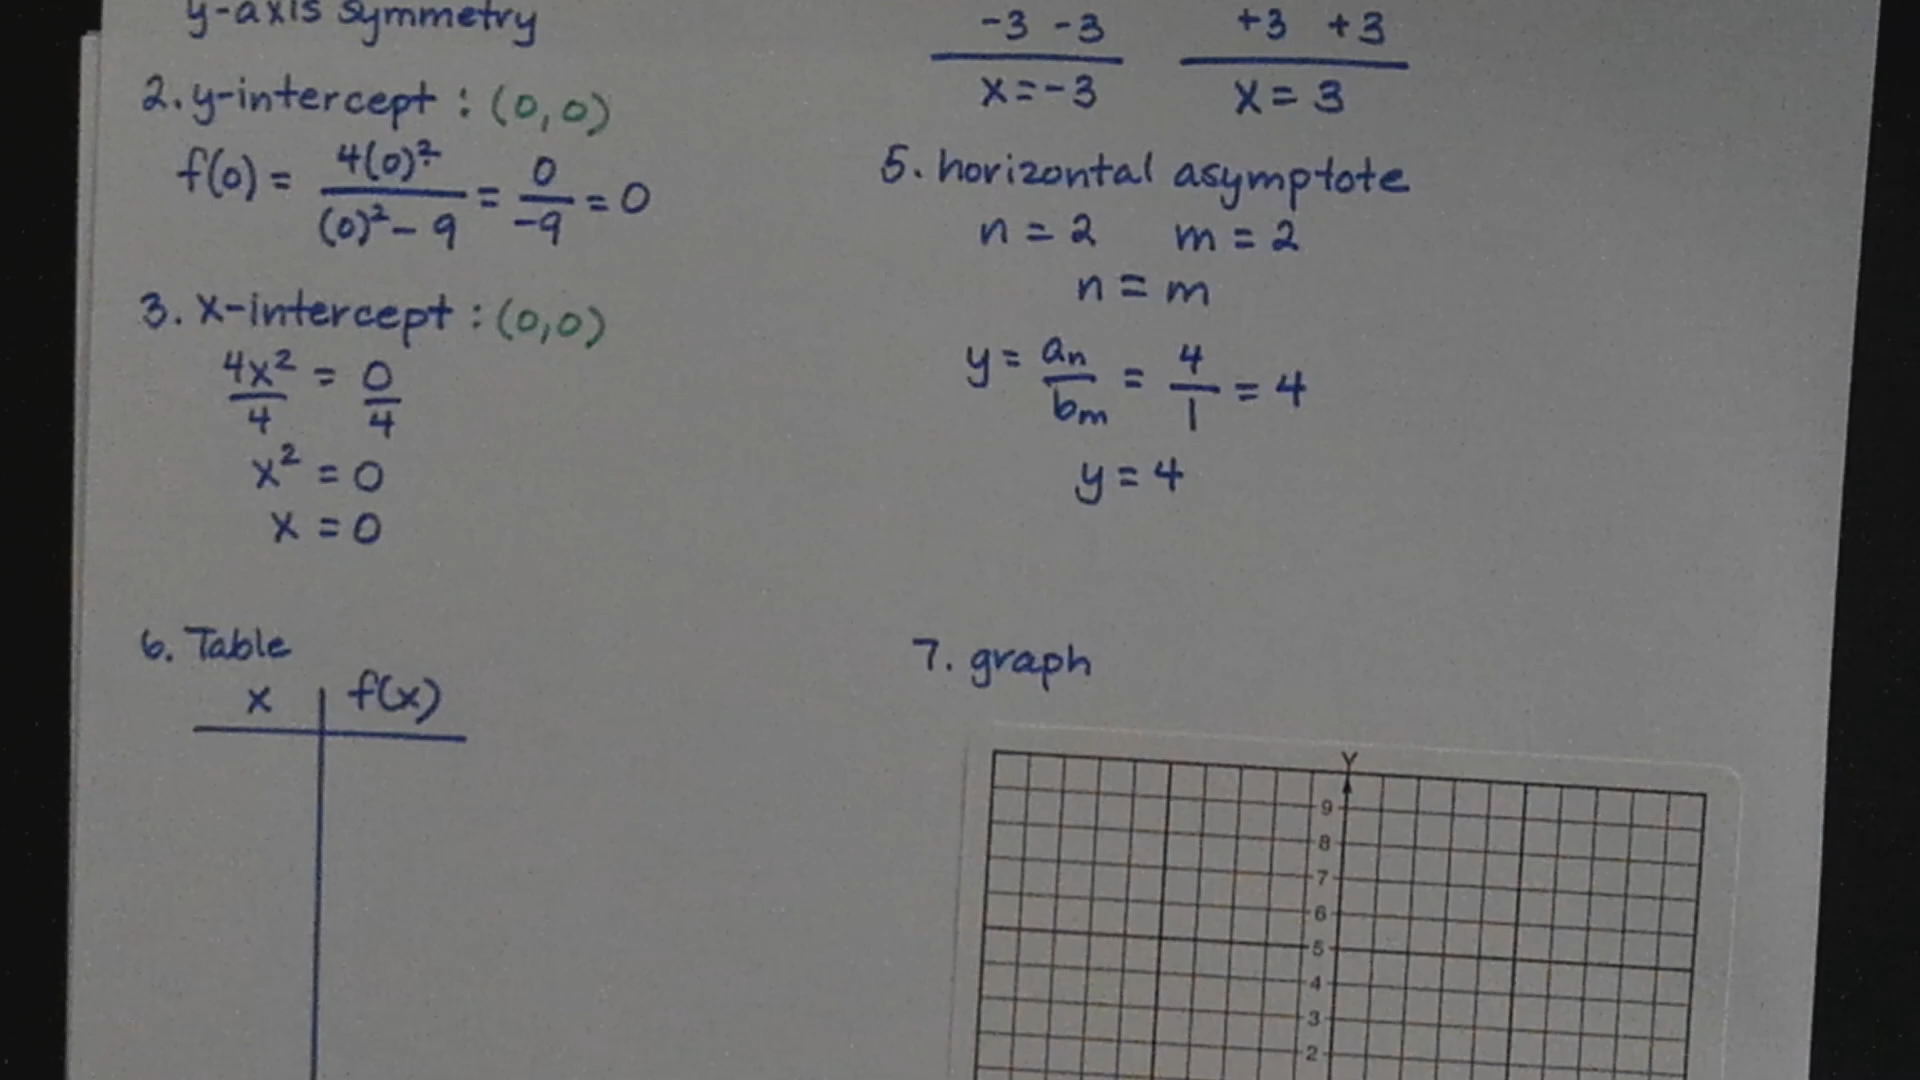 y-axis symmetry
2. y-intercept : (0,0)
f(0) = 4(0)² / (0)² - 9 = 0 / -9 = 0
3. x-intercept : (0,0)
4x² / 4 = 0 / 4
x² = 0
x = 0
-3 -3 +3 +3
x = -3 x = 3
5. horizontal asymptote
n = 2 m = 2
n = m
y = aₙ / bₘ = 4 / 1 = 4
y = 4
6. Table
x f(x)
7. graph
Y
9
8
7
6
5
4
3
2